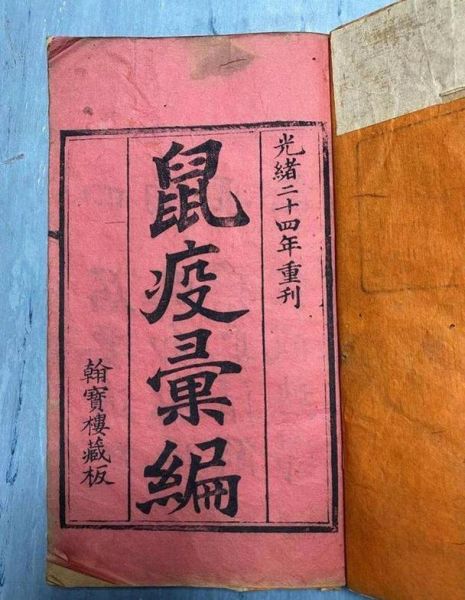 光緒二十四年重刊
鼠疫彙編
翰寶樓藏板